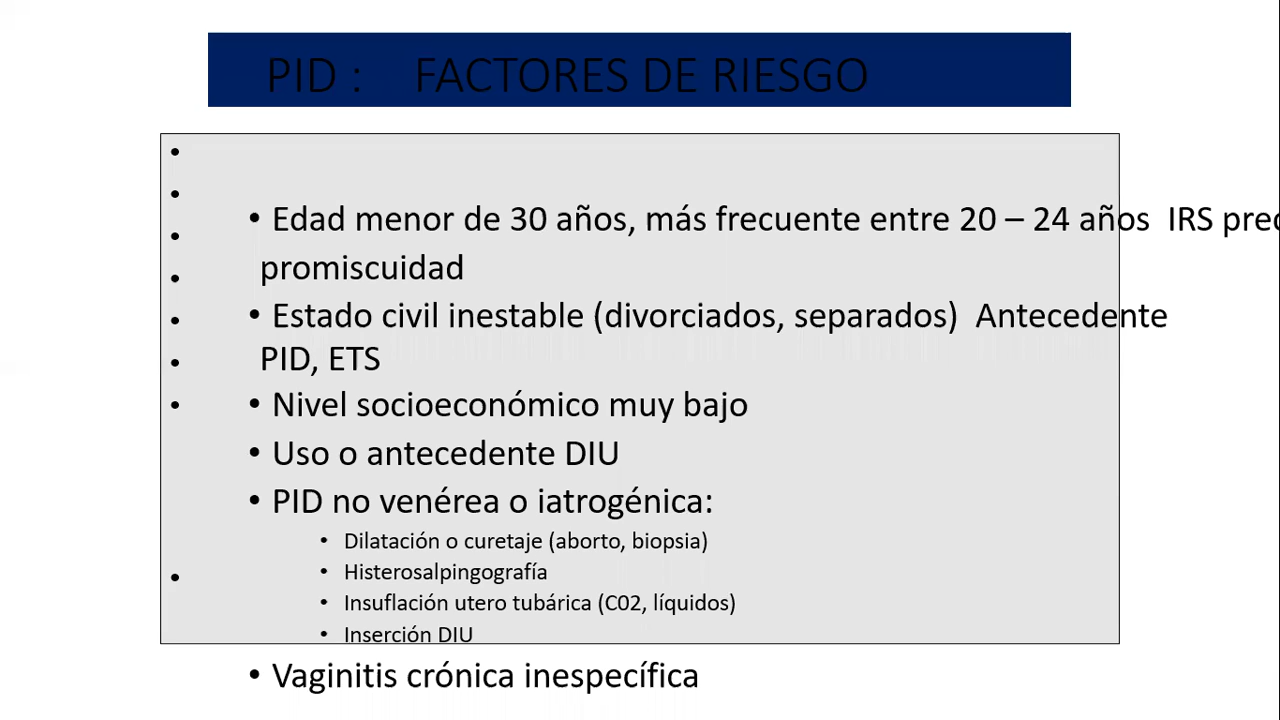 PID : FACTORES DE RIESGO
• Edad menor de 30 años, más frecuente entre 20 – 24 años IRS
promiscuidad
• Estado civil inestable (divorciados, separados) Antecedente
PID, ETS
• Nivel socioeconómico muy bajo
• Uso o antecedente DIU
• PID no venérea o iatrogénica:
• Dilatación o curetaje (aborto, biopsia)
• Histerosalpingografía
• Insuflación utero tubárica (C02, líquidos)
• Inserción DIU
• Vaginitis crónica inespecífica